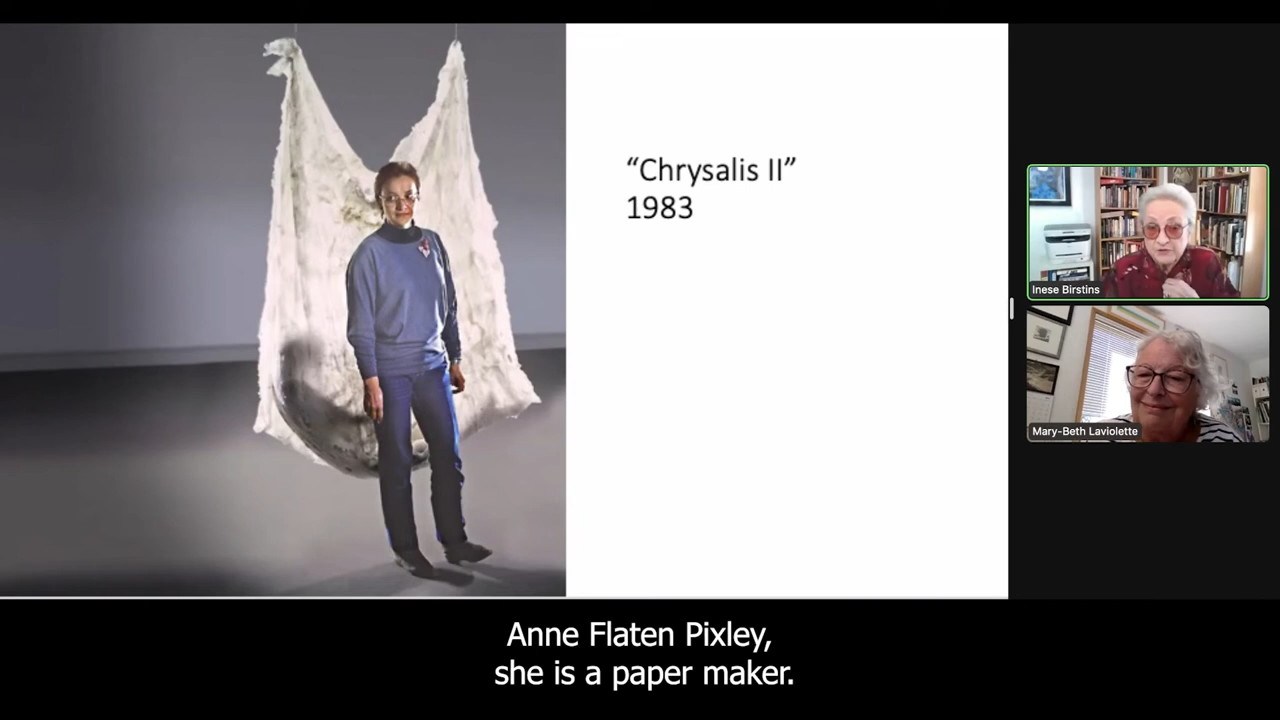 “Chrysalis II”
1983
Inese Birstins
Mary-Beth Laviolette
Anne Flaten Pixley,
she is a paper maker.